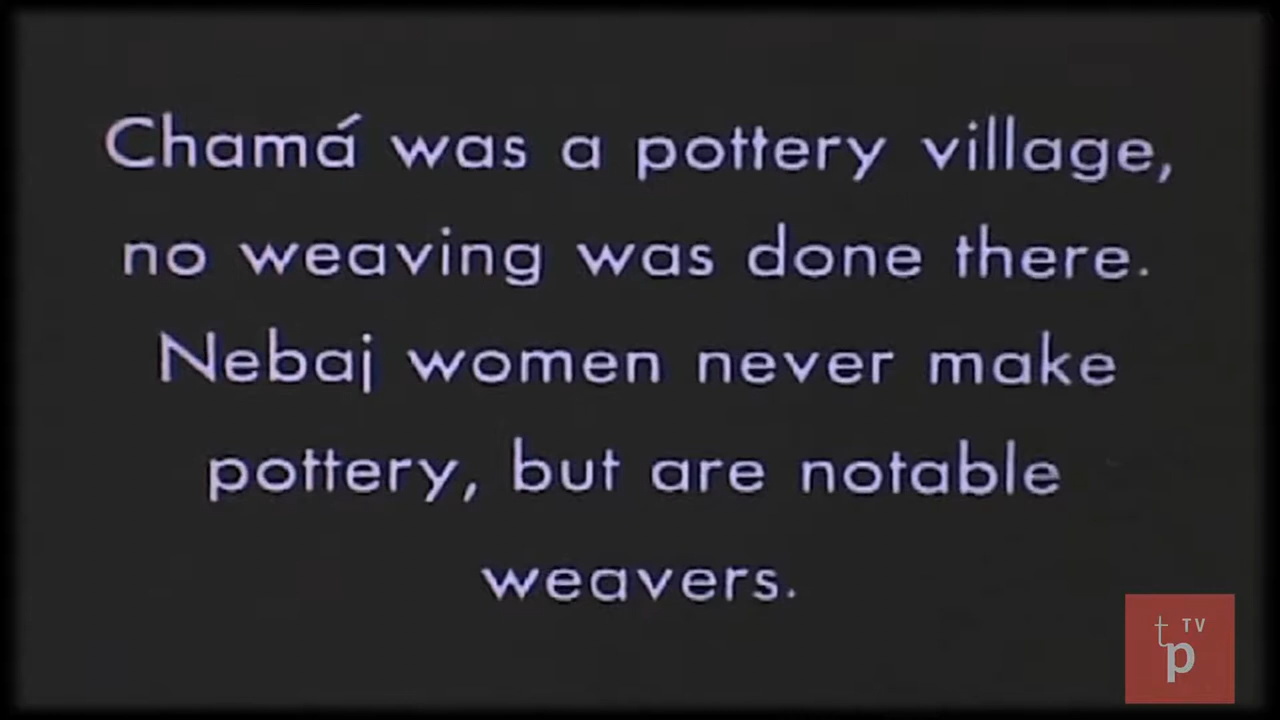 Chamá was a pottery village,
no weaving was done there.
Nebaj women never make
pottery, but are notable
weavers.
tp TV